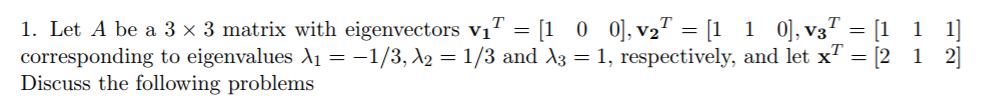 1. Let A be a 3 × 3 matrix with eigenvectors v₁ᵀ = [1 0 0], v₂ᵀ = [1 1 0], v₃ᵀ = [1 1 1]
corresponding to eigenvalues λ₁ = −1/3, λ₂ = 1/3 and λ₃ = 1, respectively, and let xᵀ = [2 1 2]
Discuss the following problems